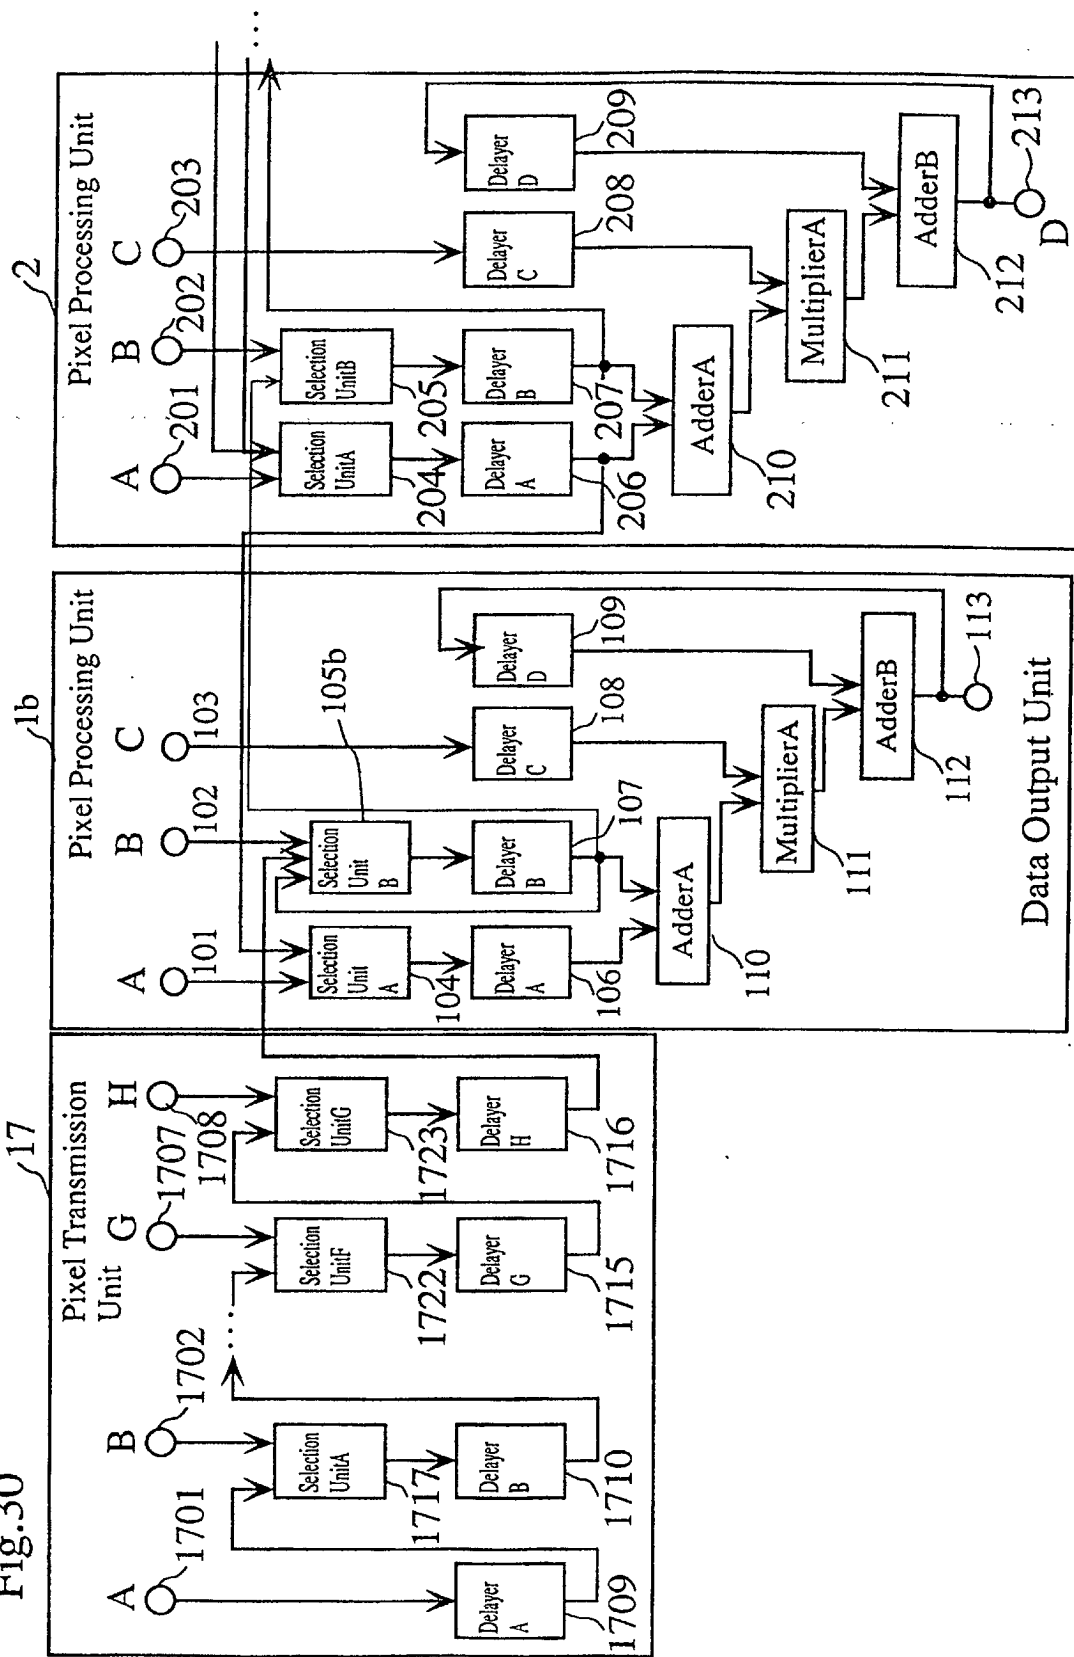 Fig.30
17
Pixel Transmission
Unit
A
1701
B
1702
....
G
1707
H
1708
Selection
UnitA
1717
Selection
UnitF
1722
Selection
UnitG
1723
Delayer
A
1709
Delayer
B
1710
Delayer
G
1715
Delayer
H
1716
1b
Pixel Processing Unit
A
101
B
102
C
103
105b
Selection
Unit
A
104
Selection
Unit
B
Delayer
A
106
Delayer
B
107
Delayer
C
108
Delayer
D
109
AdderA
110
MultiplierA
111
AdderB
112
113
Data Output Unit
2
Pixel Processing Unit
A
201
B
202
C
203
...
Selection
UnitA
204
Selection
UnitB
205
Delayer
A
206
Delayer
B
207
Delayer
C
208
Delayer
D
209
AdderA
210
MultiplierA
211
AdderB
212
D
213